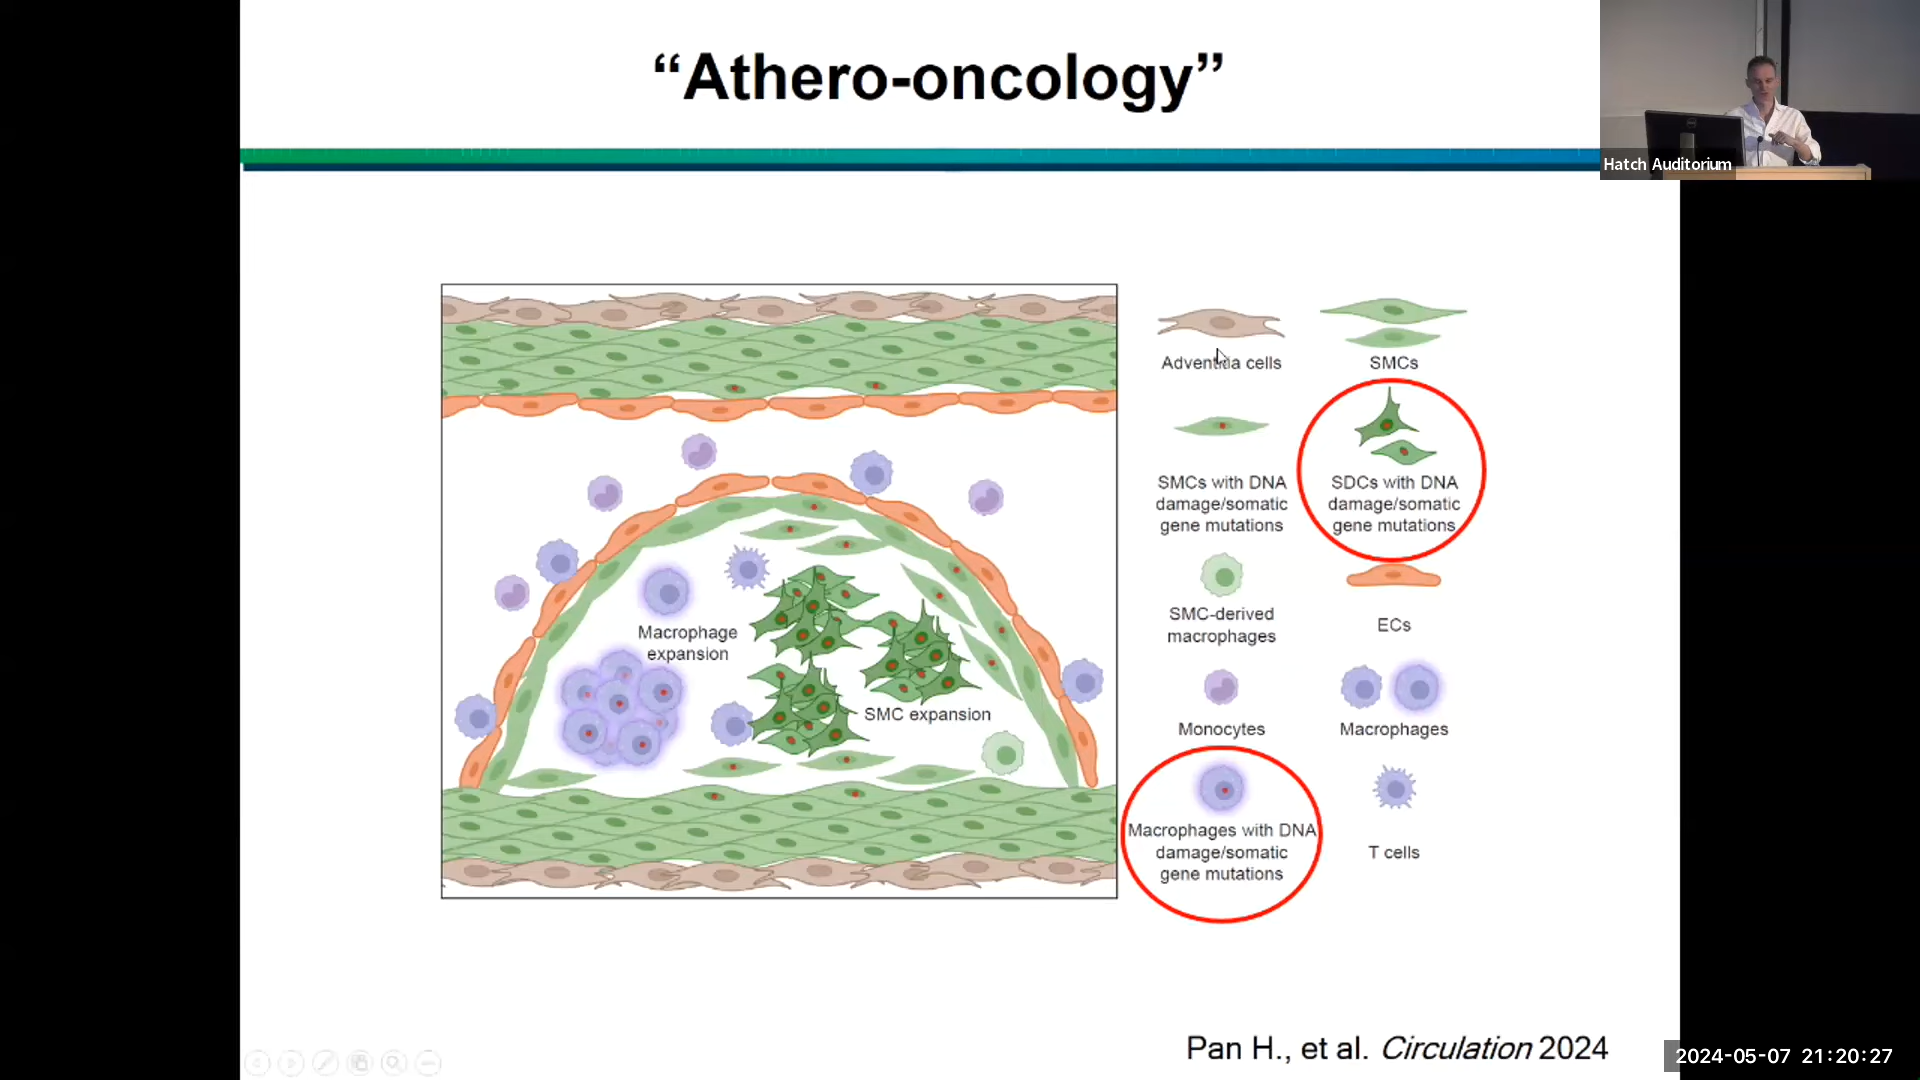 “Athero-oncology”
Hatch Auditorium
Adventitia cells
SMCs
SMCs with DNA
damage/somatic
gene mutations
SDCs with DNA
damage/somatic
gene mutations
SMC-derived
macrophages
ECs
Monocytes
Macrophages
Macrophages with DNA
damage/somatic
gene mutations
T cells
Macrophage
expansion
SMC expansion
Pan H., et al. Circulation 2024
2024-05-07 21:20:27